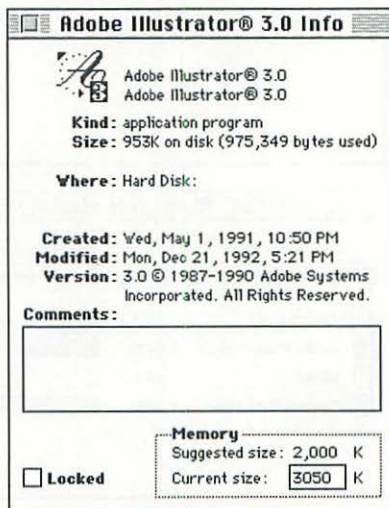 Adobe Illustrator® 3.0 Info
Adobe Illustrator® 3.0
Adobe Illustrator® 3.0
Kind: application program
Size: 953K on disk (975,349 bytes used)
Where: Hard Disk:
Created: Wed, May 1, 1991, 10:50 PM
Modified: Mon, Dec 21, 1992, 5:21 PM
Version: 3.0 © 1987-1990 Adobe Systems
Incorporated. All Rights Reserved.
Comments:
Memory
Suggested size: 2,000 K
Locked Current size: 3050 K